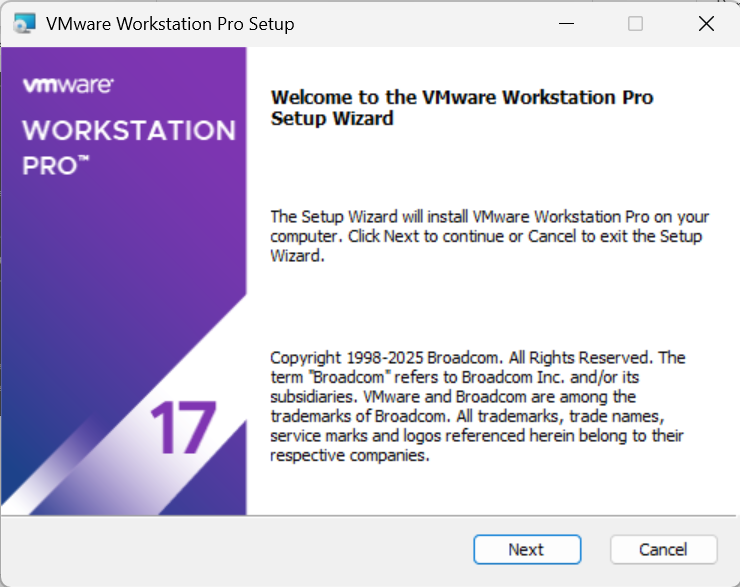 VMware Workstation Pro Setup
vmware®
WORKSTATION
PRO™
17
Welcome to the VMware Workstation Pro
Setup Wizard
The Setup Wizard will install VMware Workstation Pro on your
computer. Click Next to continue or Cancel to exit the Setup
Wizard.
Copyright 1998-2025 Broadcom. All Rights Reserved. The
term "Broadcom" refers to Broadcom Inc. and/or its
subsidiaries. VMware and Broadcom are among the
trademarks of Broadcom. All trademarks, trade names,
service marks and logos referenced herein belong to their
respective companies.
Next
Cancel